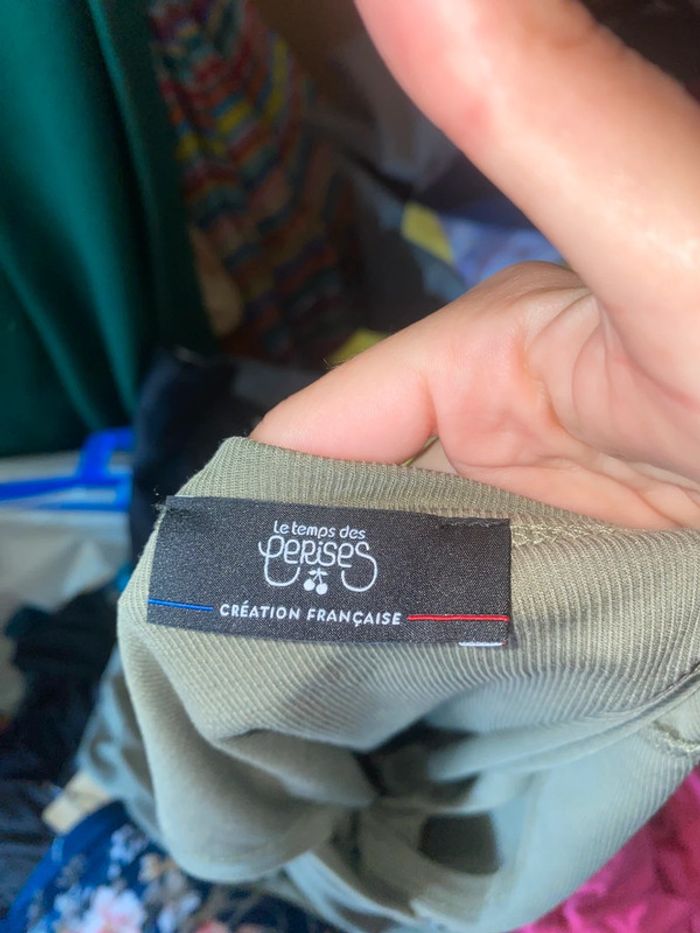 Le temps des
CeRiSeS
CRÉATION FRANÇAISE